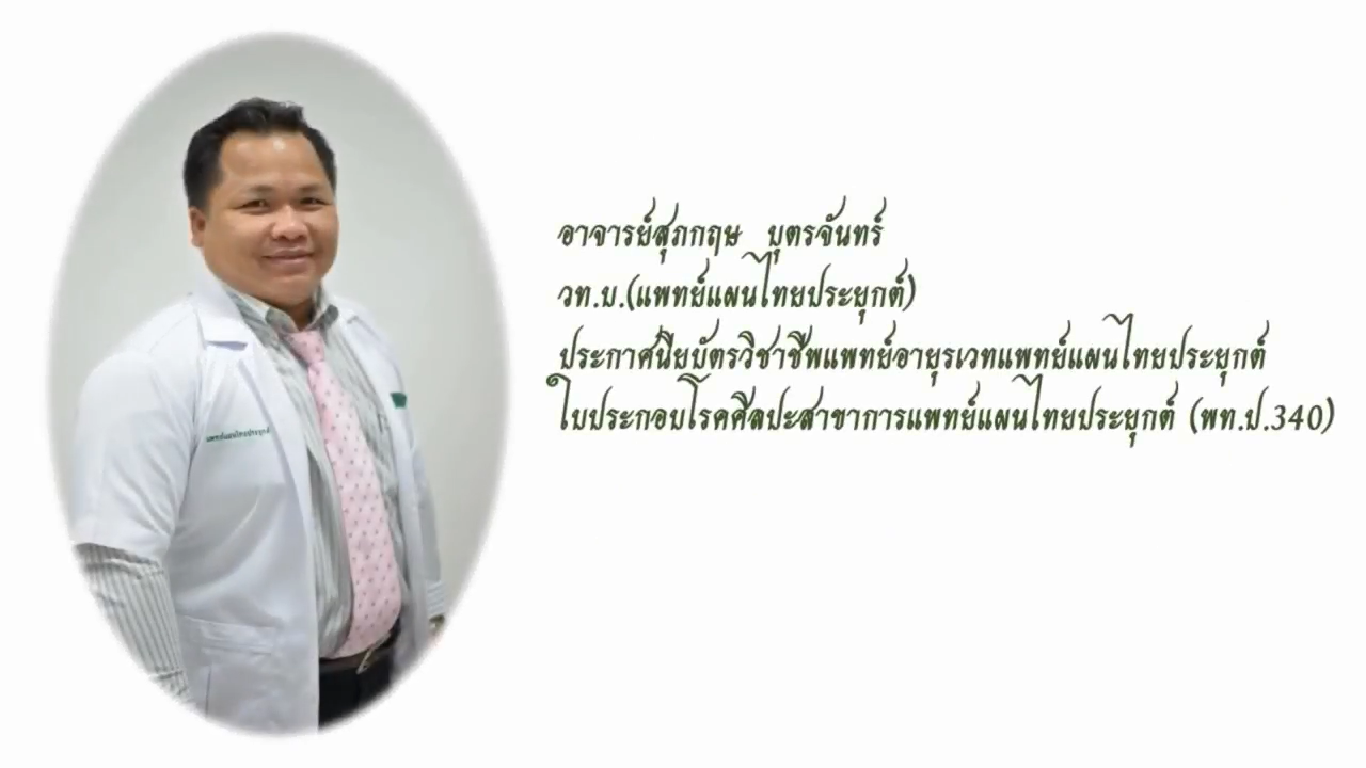 อาจารย์สุภกฤษ บุตรจันทร์
วท.บ.(แพทย์แผนไทยประยุกต์)
ประกาศนียบัตรวิชาชีพแพทย์อายุรเวทแพทย์แผนไทยประยุกต์
ใบประกอบโรคศิลปะสาขาการแพทย์แผนไทยประยุกต์ (พท.ป.340)